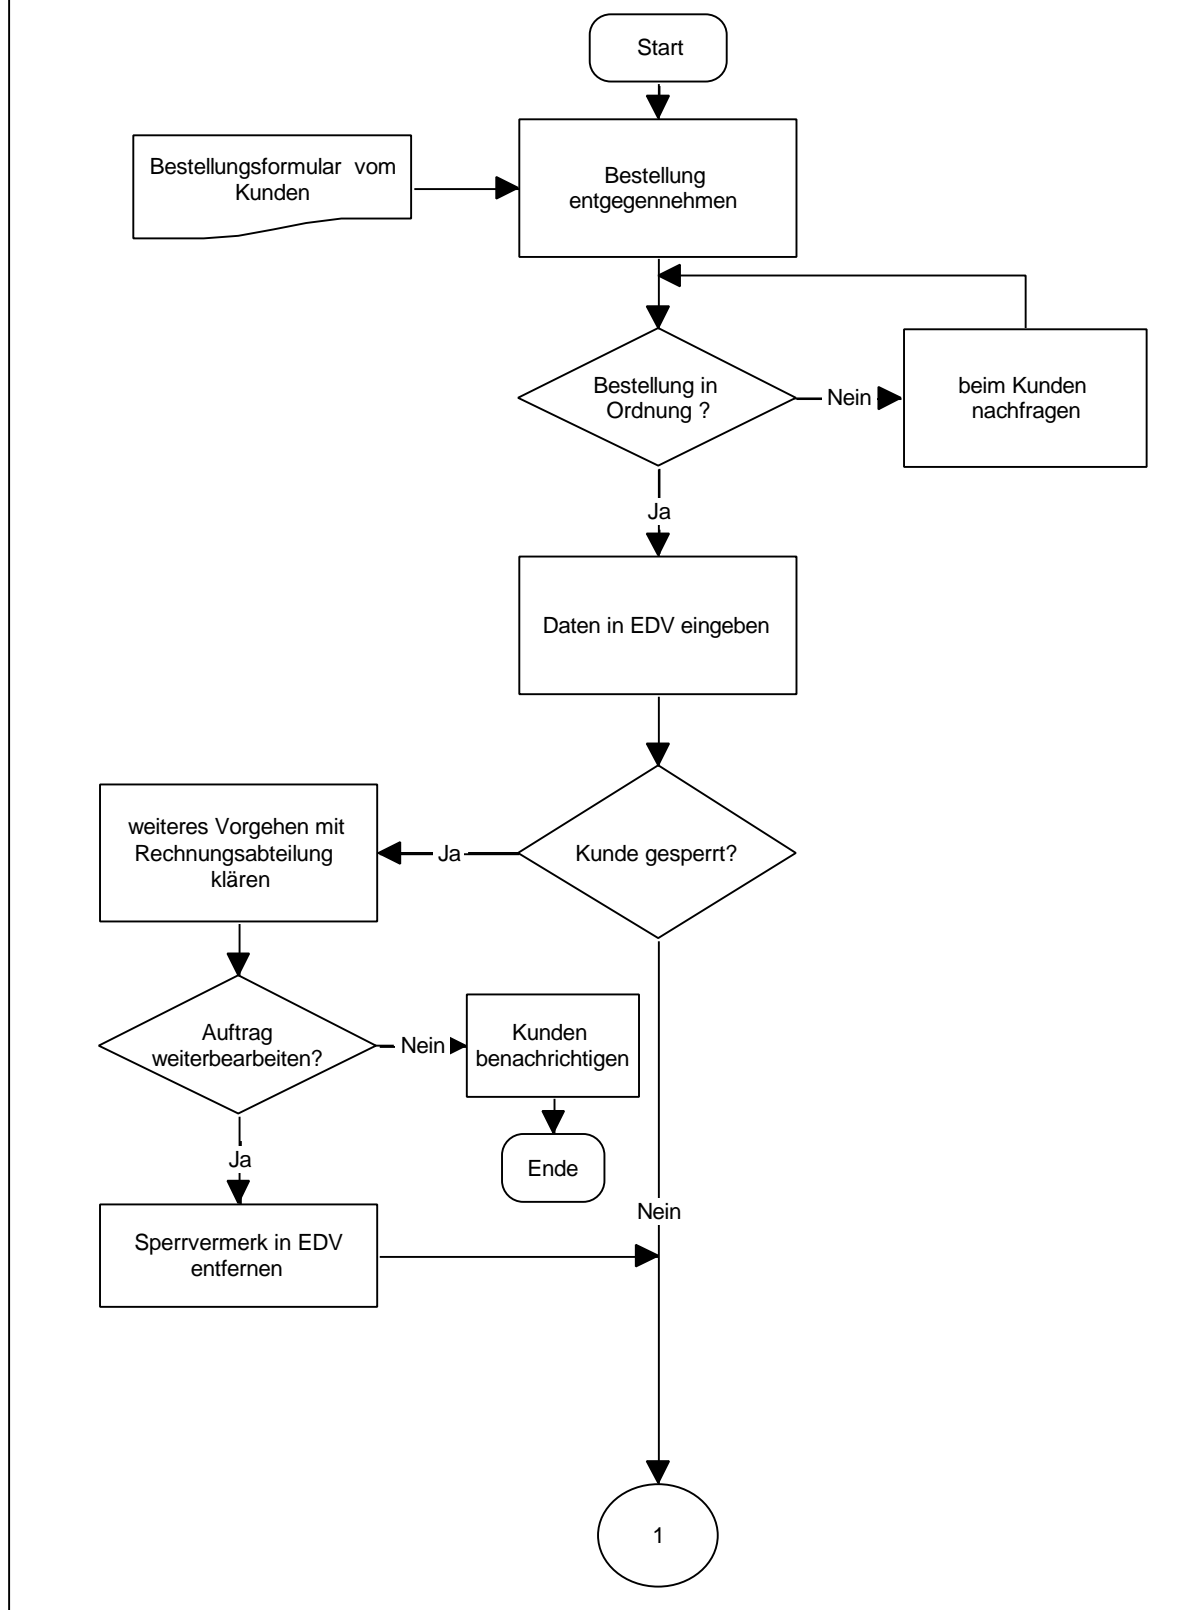 Start
Bestellungsformular vom
Kunden
Bestellung
entgegennehmen
Bestellung in
Ordnung ?
Nein
beim Kunden
nachfragen
Ja
Daten in EDV eingeben
Kunde gesperrt?
Ja
weiteres Vorgehen mit
Rechnungsabteilung
klären
Auftrag
weiterbearbeiten?
Nein
Kunden
benachrichtigen
Ende
Ja
Sperrvermerk in EDV
entfernen
Nein
1